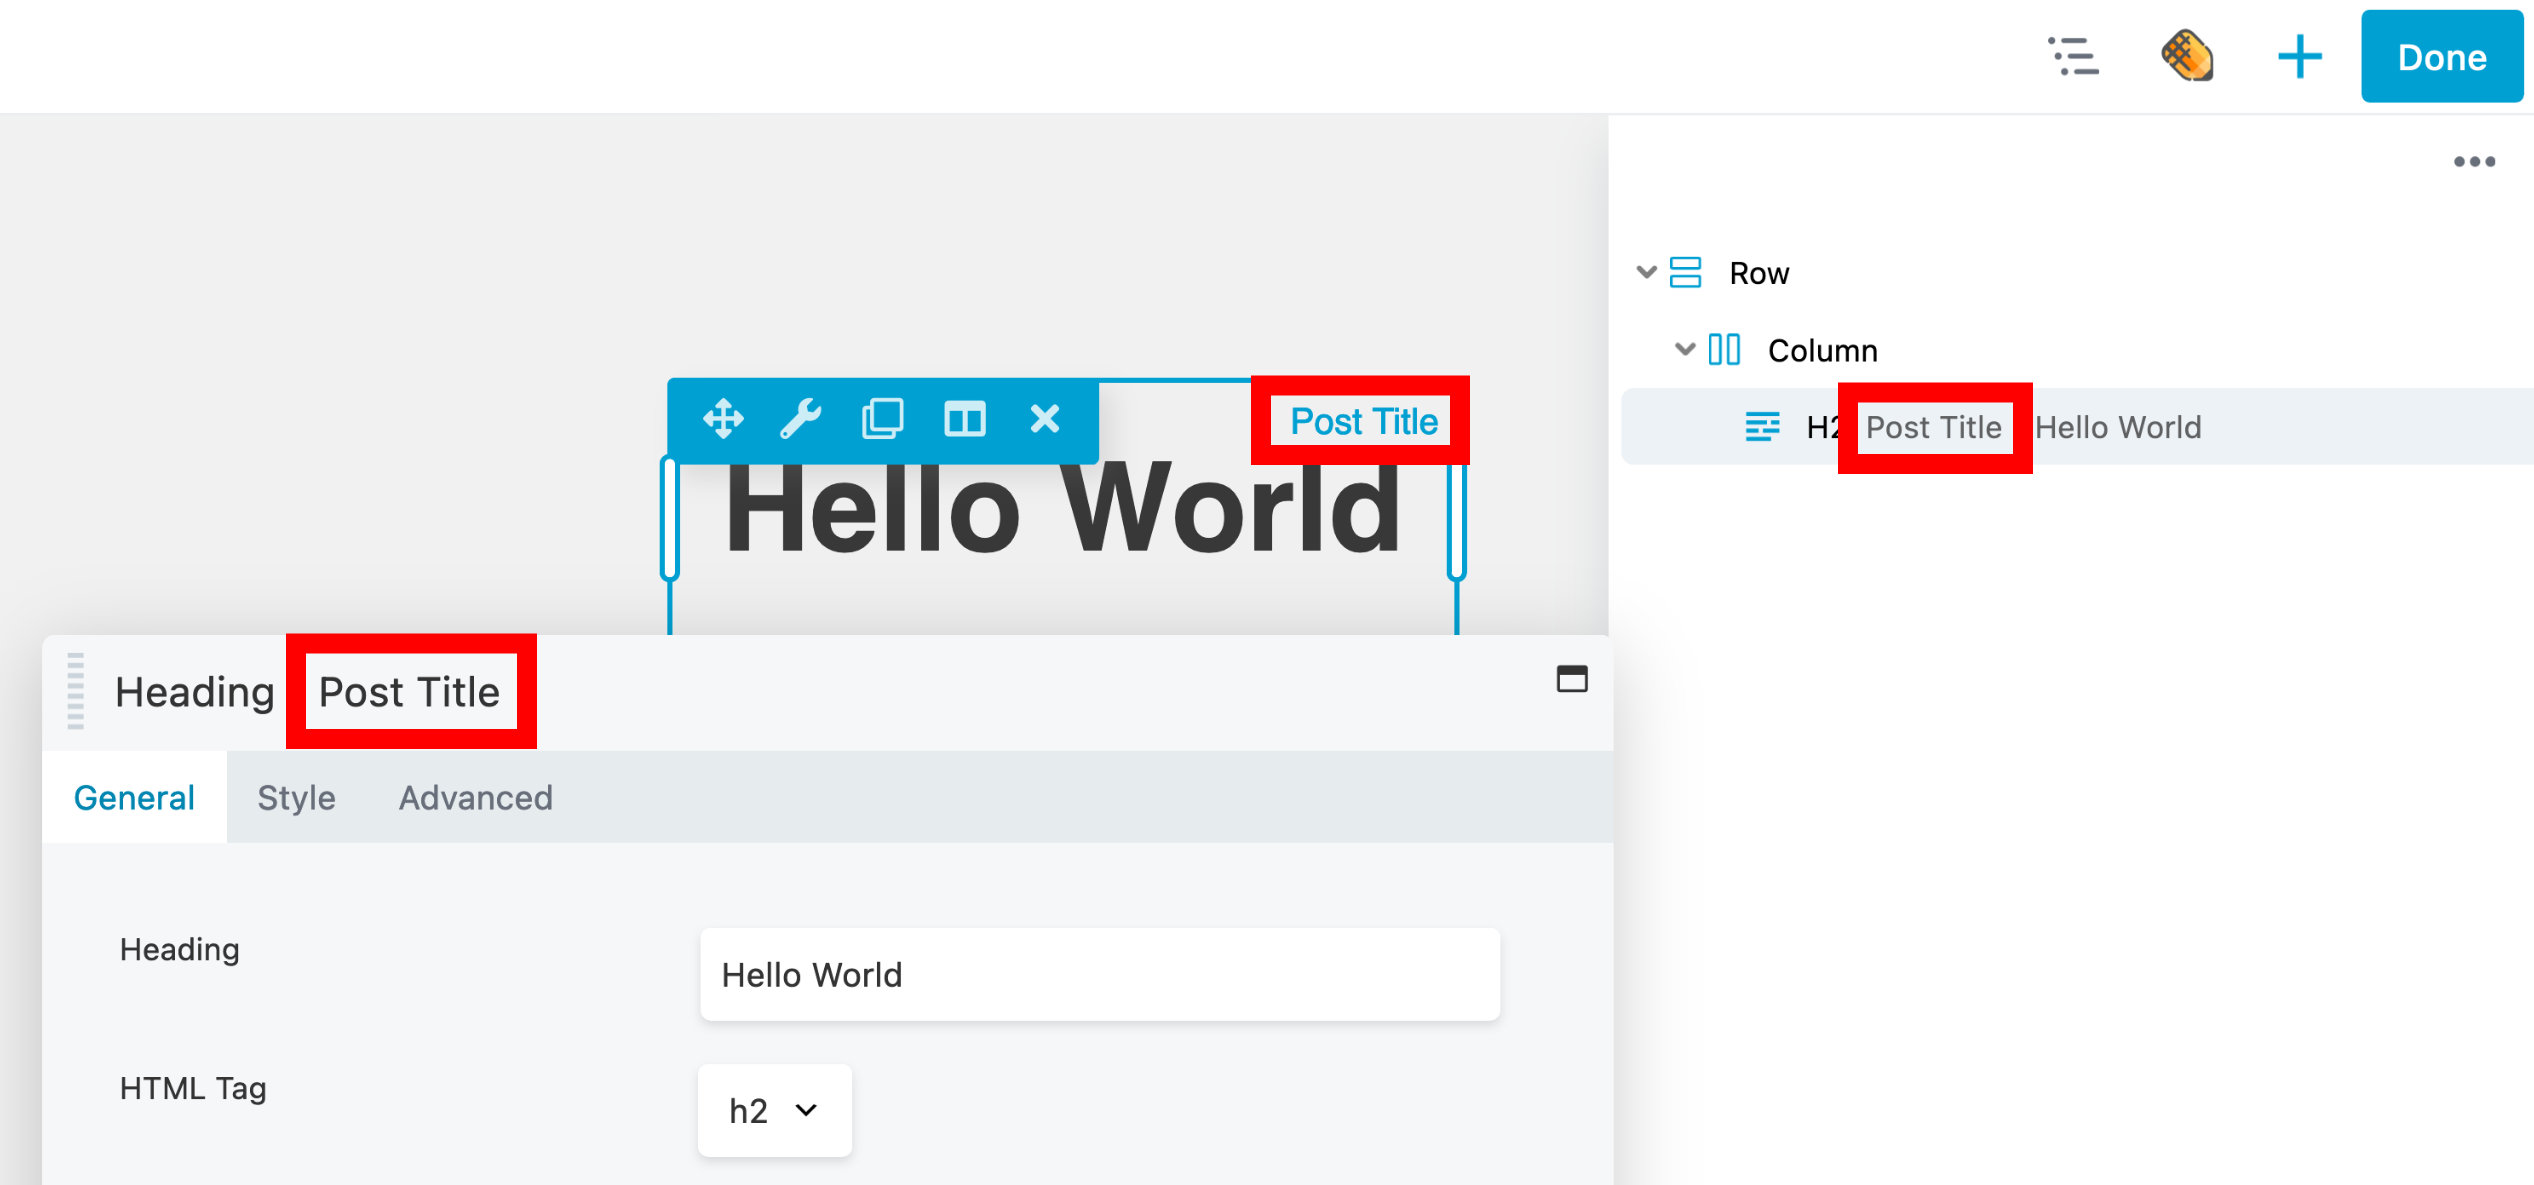 Done
Row
Column
H2 Post Title Hello World
Post Title
Hello World
Heading Post Title
General Style Advanced
Heading Hello World
HTML Tag h2